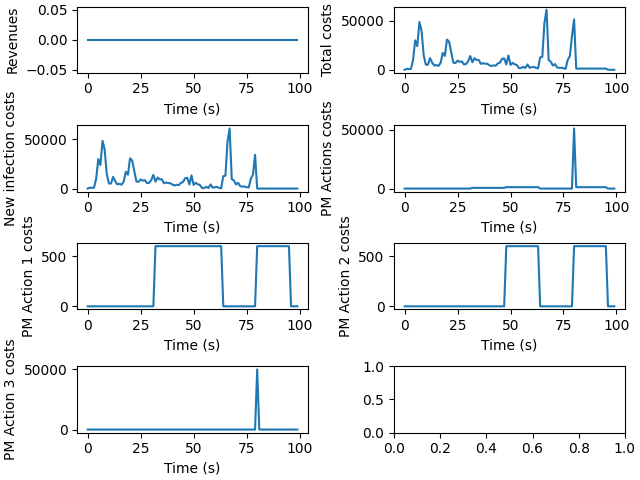 Revenues
0.05
0.00
−0.05
0 25 50 75 100
Time (s)
Total costs
50000
0
0 25 50 75 100
Time (s)
New infection costs
50000
0
0 25 50 75 100
Time (s)
PM Actions costs
50000
0
0 25 50 75 100
Time (s)
PM Action 1 costs
500
0
0 25 50 75 100
Time (s)
PM Action 2 costs
500
0
0 25 50 75 100
Time (s)
PM Action 3 costs
50000
0
0 25 50 75 100
Time (s)
1.0
0.5
0.0
0.0 0.2 0.4 0.6 0.8 1.0